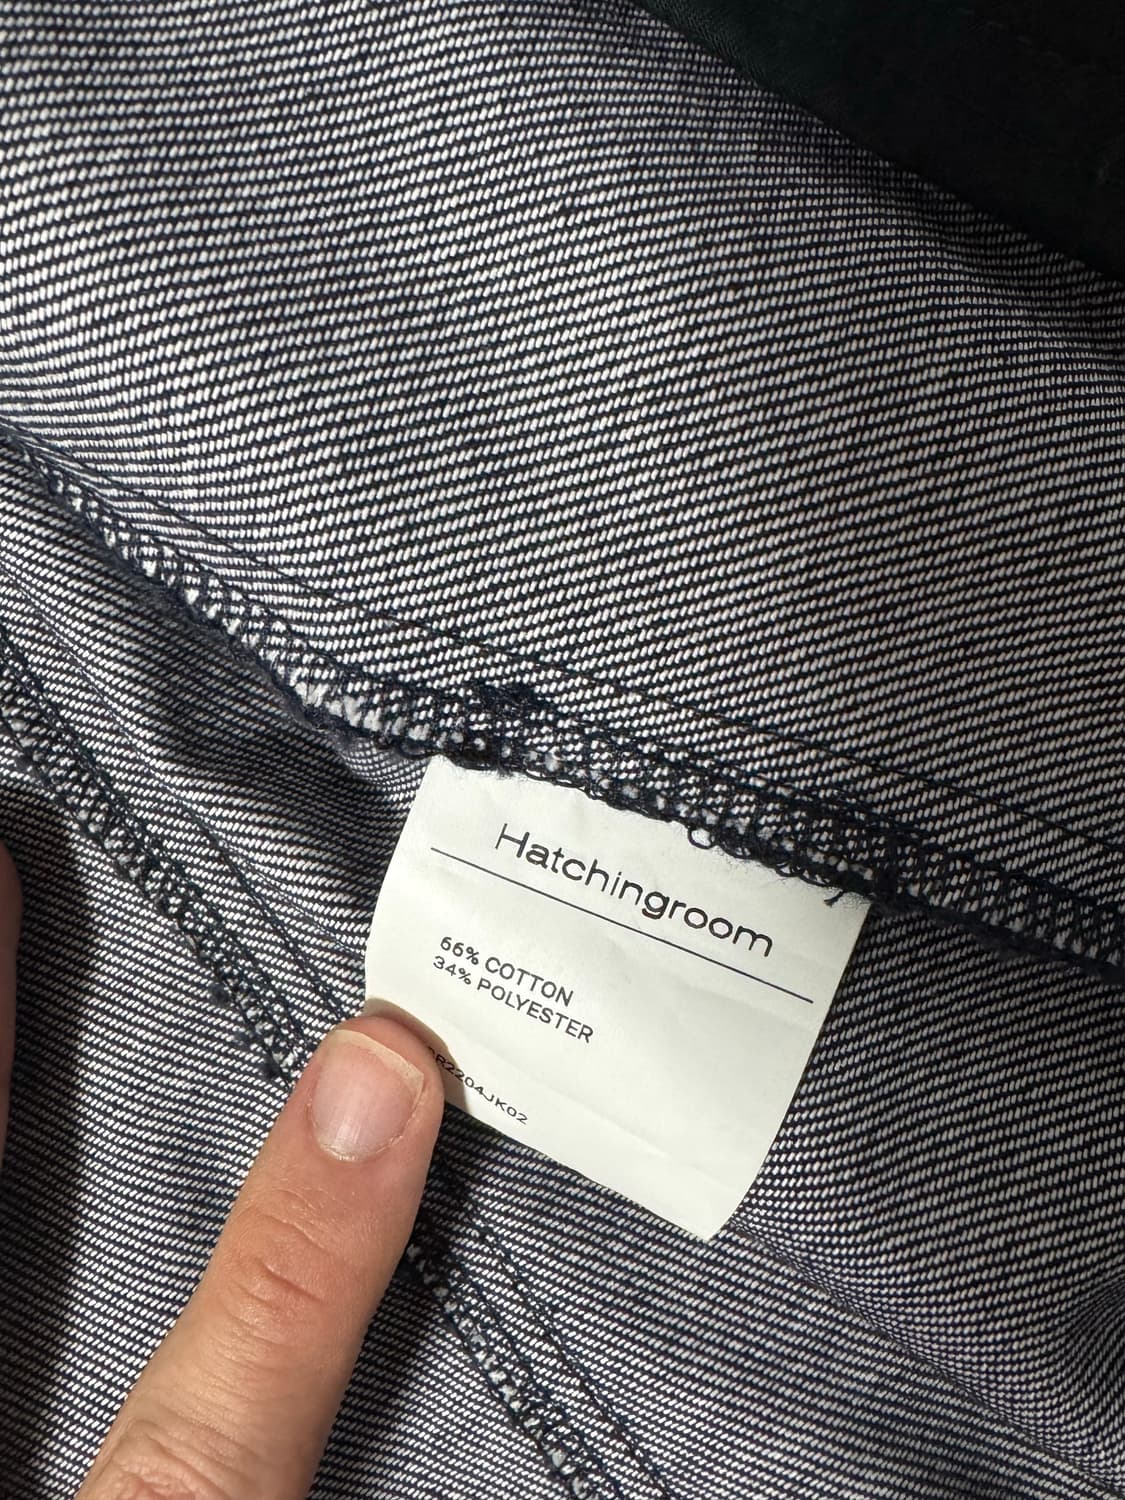 Hatchingroom
66% COTTON
34% POLYESTER